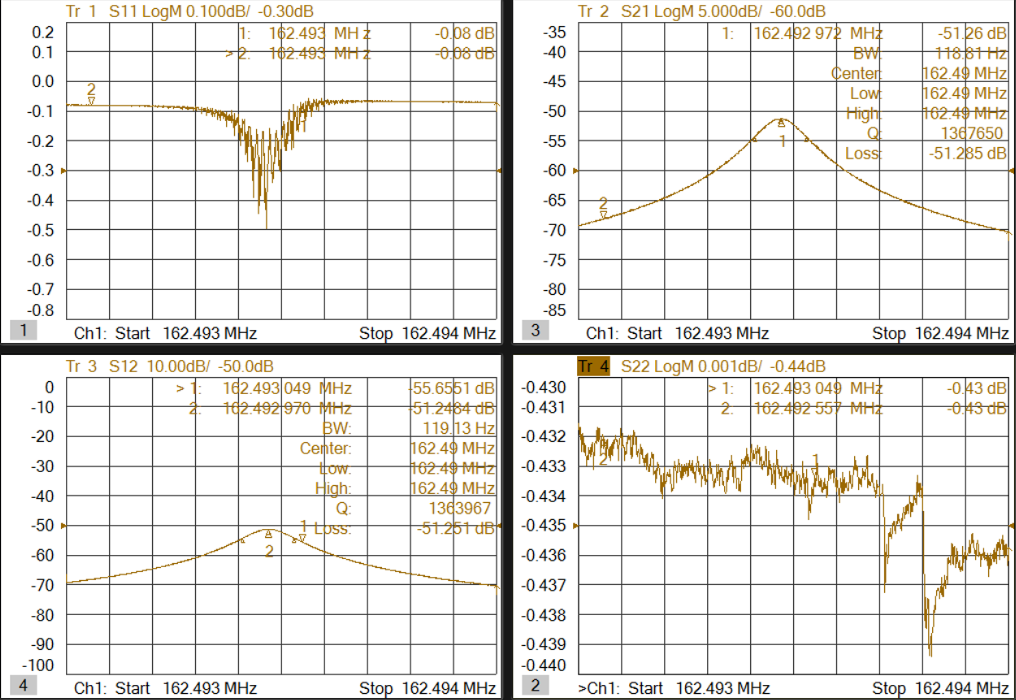 Tr 1 S11 LogM 0.100dB/ -0.30dB
1: 162.493 MHz -0.08 dB
> 2: 162.493 MHz -0.08 dB
0.2
0.1
0.0
-0.1
-0.2
-0.3
-0.4
-0.5
-0.6
-0.7
-0.8
2
1
1 Ch1: Start 162.493 MHz Stop 162.494 MHz
Tr 2 S21 LogM 5.000dB/ -60.0dB
1: 162.492 972 MHz -51.26 dB
BW: 118.81 Hz
Center: 162.49 MHz
Low: 162.49 MHz
High: 162.49 MHz
Q: 1367650
Loss: -51.285 dB
-35
-40
-45
-50
-55
-60
-65
-70
-75
-80
-85
1
2
3 Ch1: Start 162.493 MHz Stop 162.494 MHz
Tr 3 S12 10.00dB/ -50.0dB
> 1: 162.493 049 MHz -55.6551 dB
2: 162.492 970 MHz -51.2484 dB
BW: 119.13 Hz
Center: 162.49 MHz
Low: 162.49 MHz
High: 162.49 MHz
Q: 1363967
Loss: -51.251 dB
0
-10
-20
-30
-40
-50
-60
-70
-80
-90
-100
1
2
4 Ch1: Start 162.493 MHz Stop 162.494 MHz
Tr 4 S22 LogM 0.001dB/ -0.44dB
> 1: 162.493 049 MHz -0.43 dB
2: 162.492 557 MHz -0.43 dB
-0.430
-0.431
-0.432
-0.433
-0.434
-0.435
-0.436
-0.437
-0.438
-0.439
-0.440
2
1
2 >Ch1: Start 162.493 MHz Stop 162.494 MHz